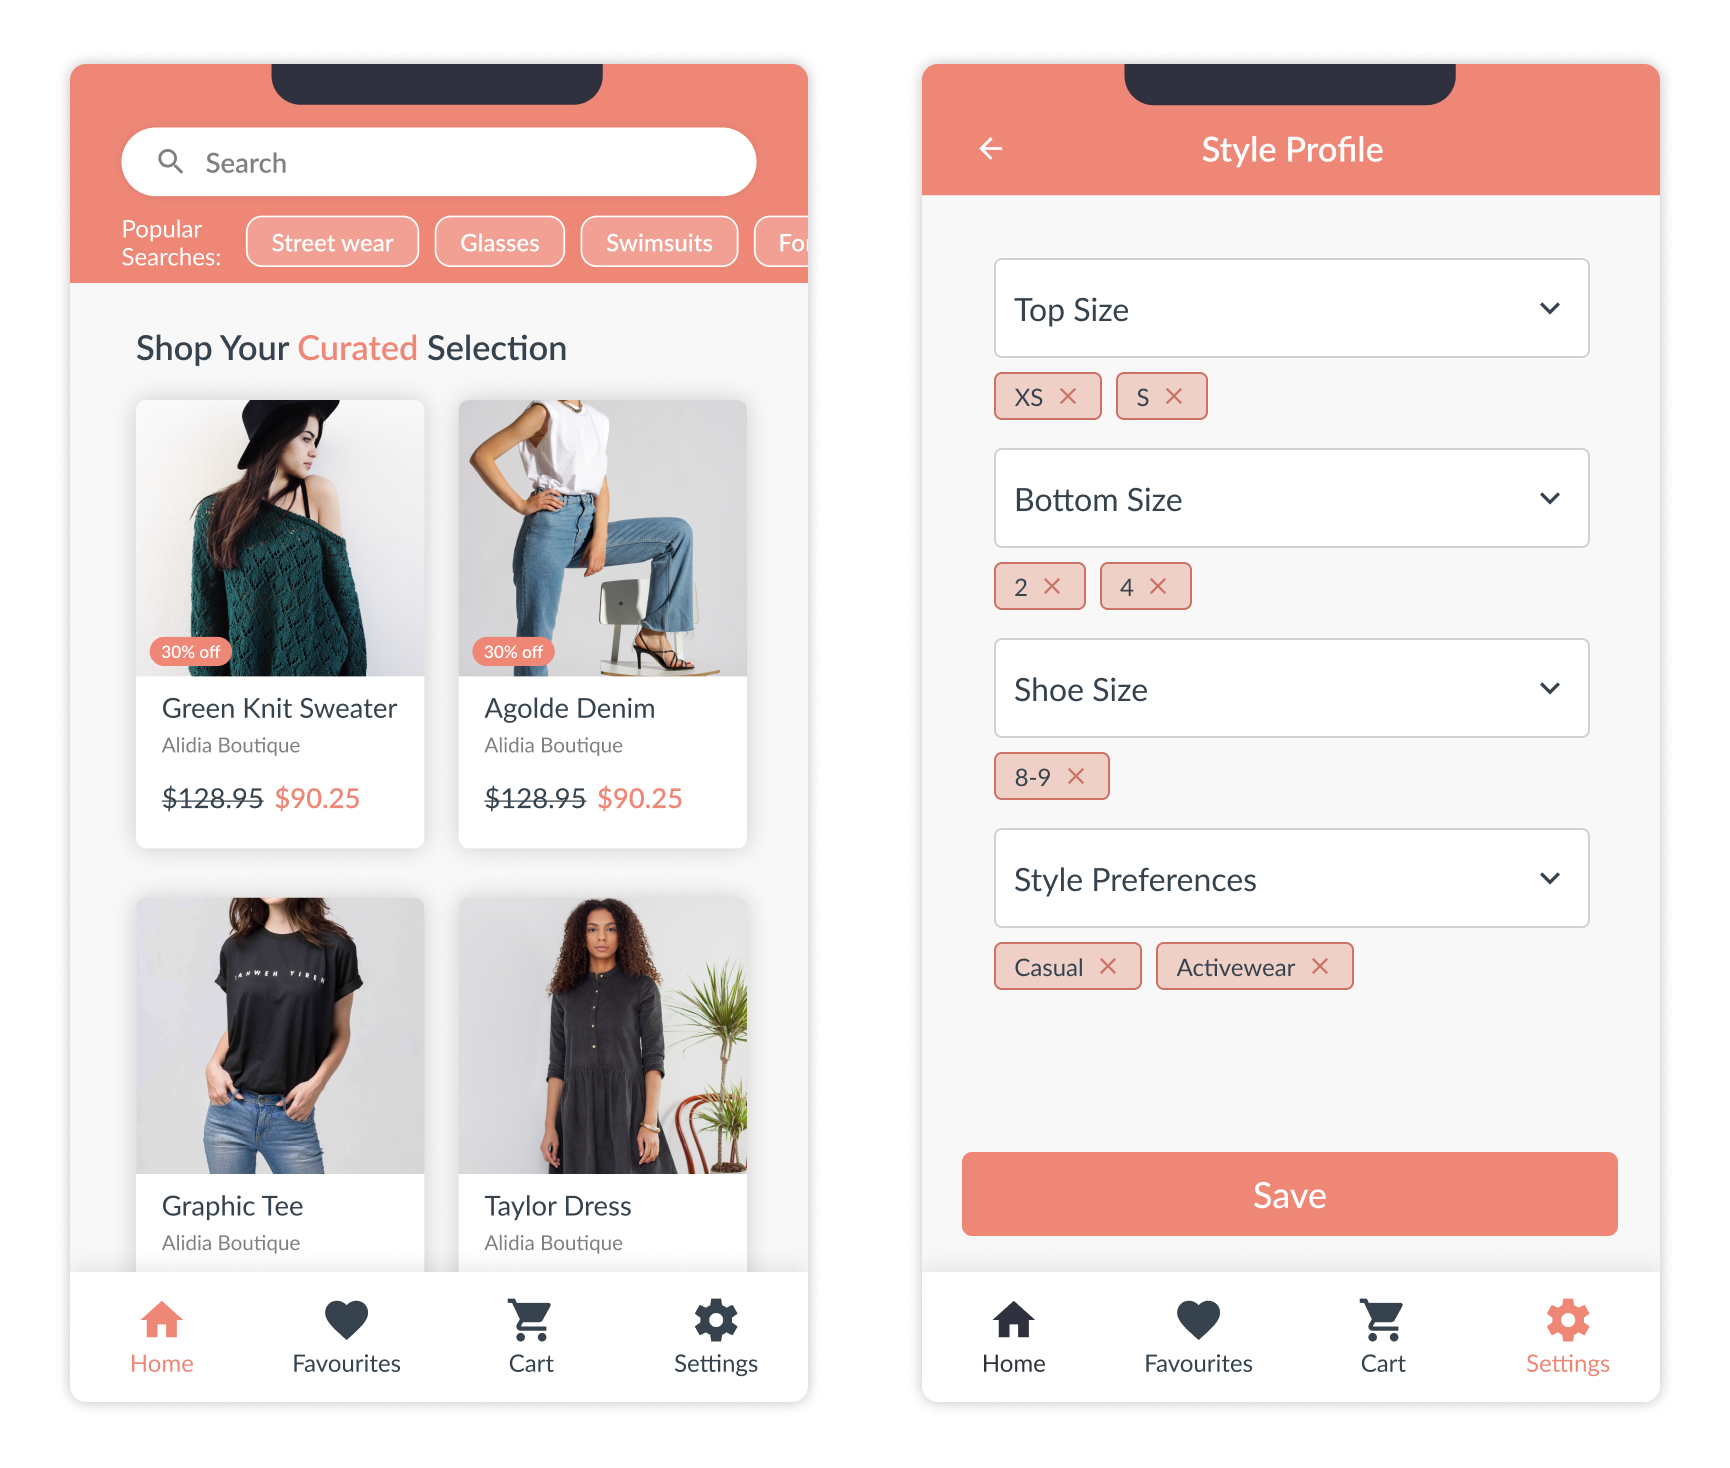 Search
Popular
Searches:
Street wear
Glasses
Swimsuits
For
Shop Your Curated Selection
30% off
30% off
Green Knit Sweater
Agolde Denim
Alidia Boutique
Alidia Boutique
$128.95 $90.25
$128.95 $90.25
YIREH
Graphic Tee
Taylor Dress
Alidia Boutique
Alidia Boutique
Home
Favourites
Cart
Settings
Style Profile
Top Size
XS
S
Bottom Size
2
4
Shoe Size
8-9
Style Preferences
Casual
Activewear
Save
Home
Favourites
Cart
Settings